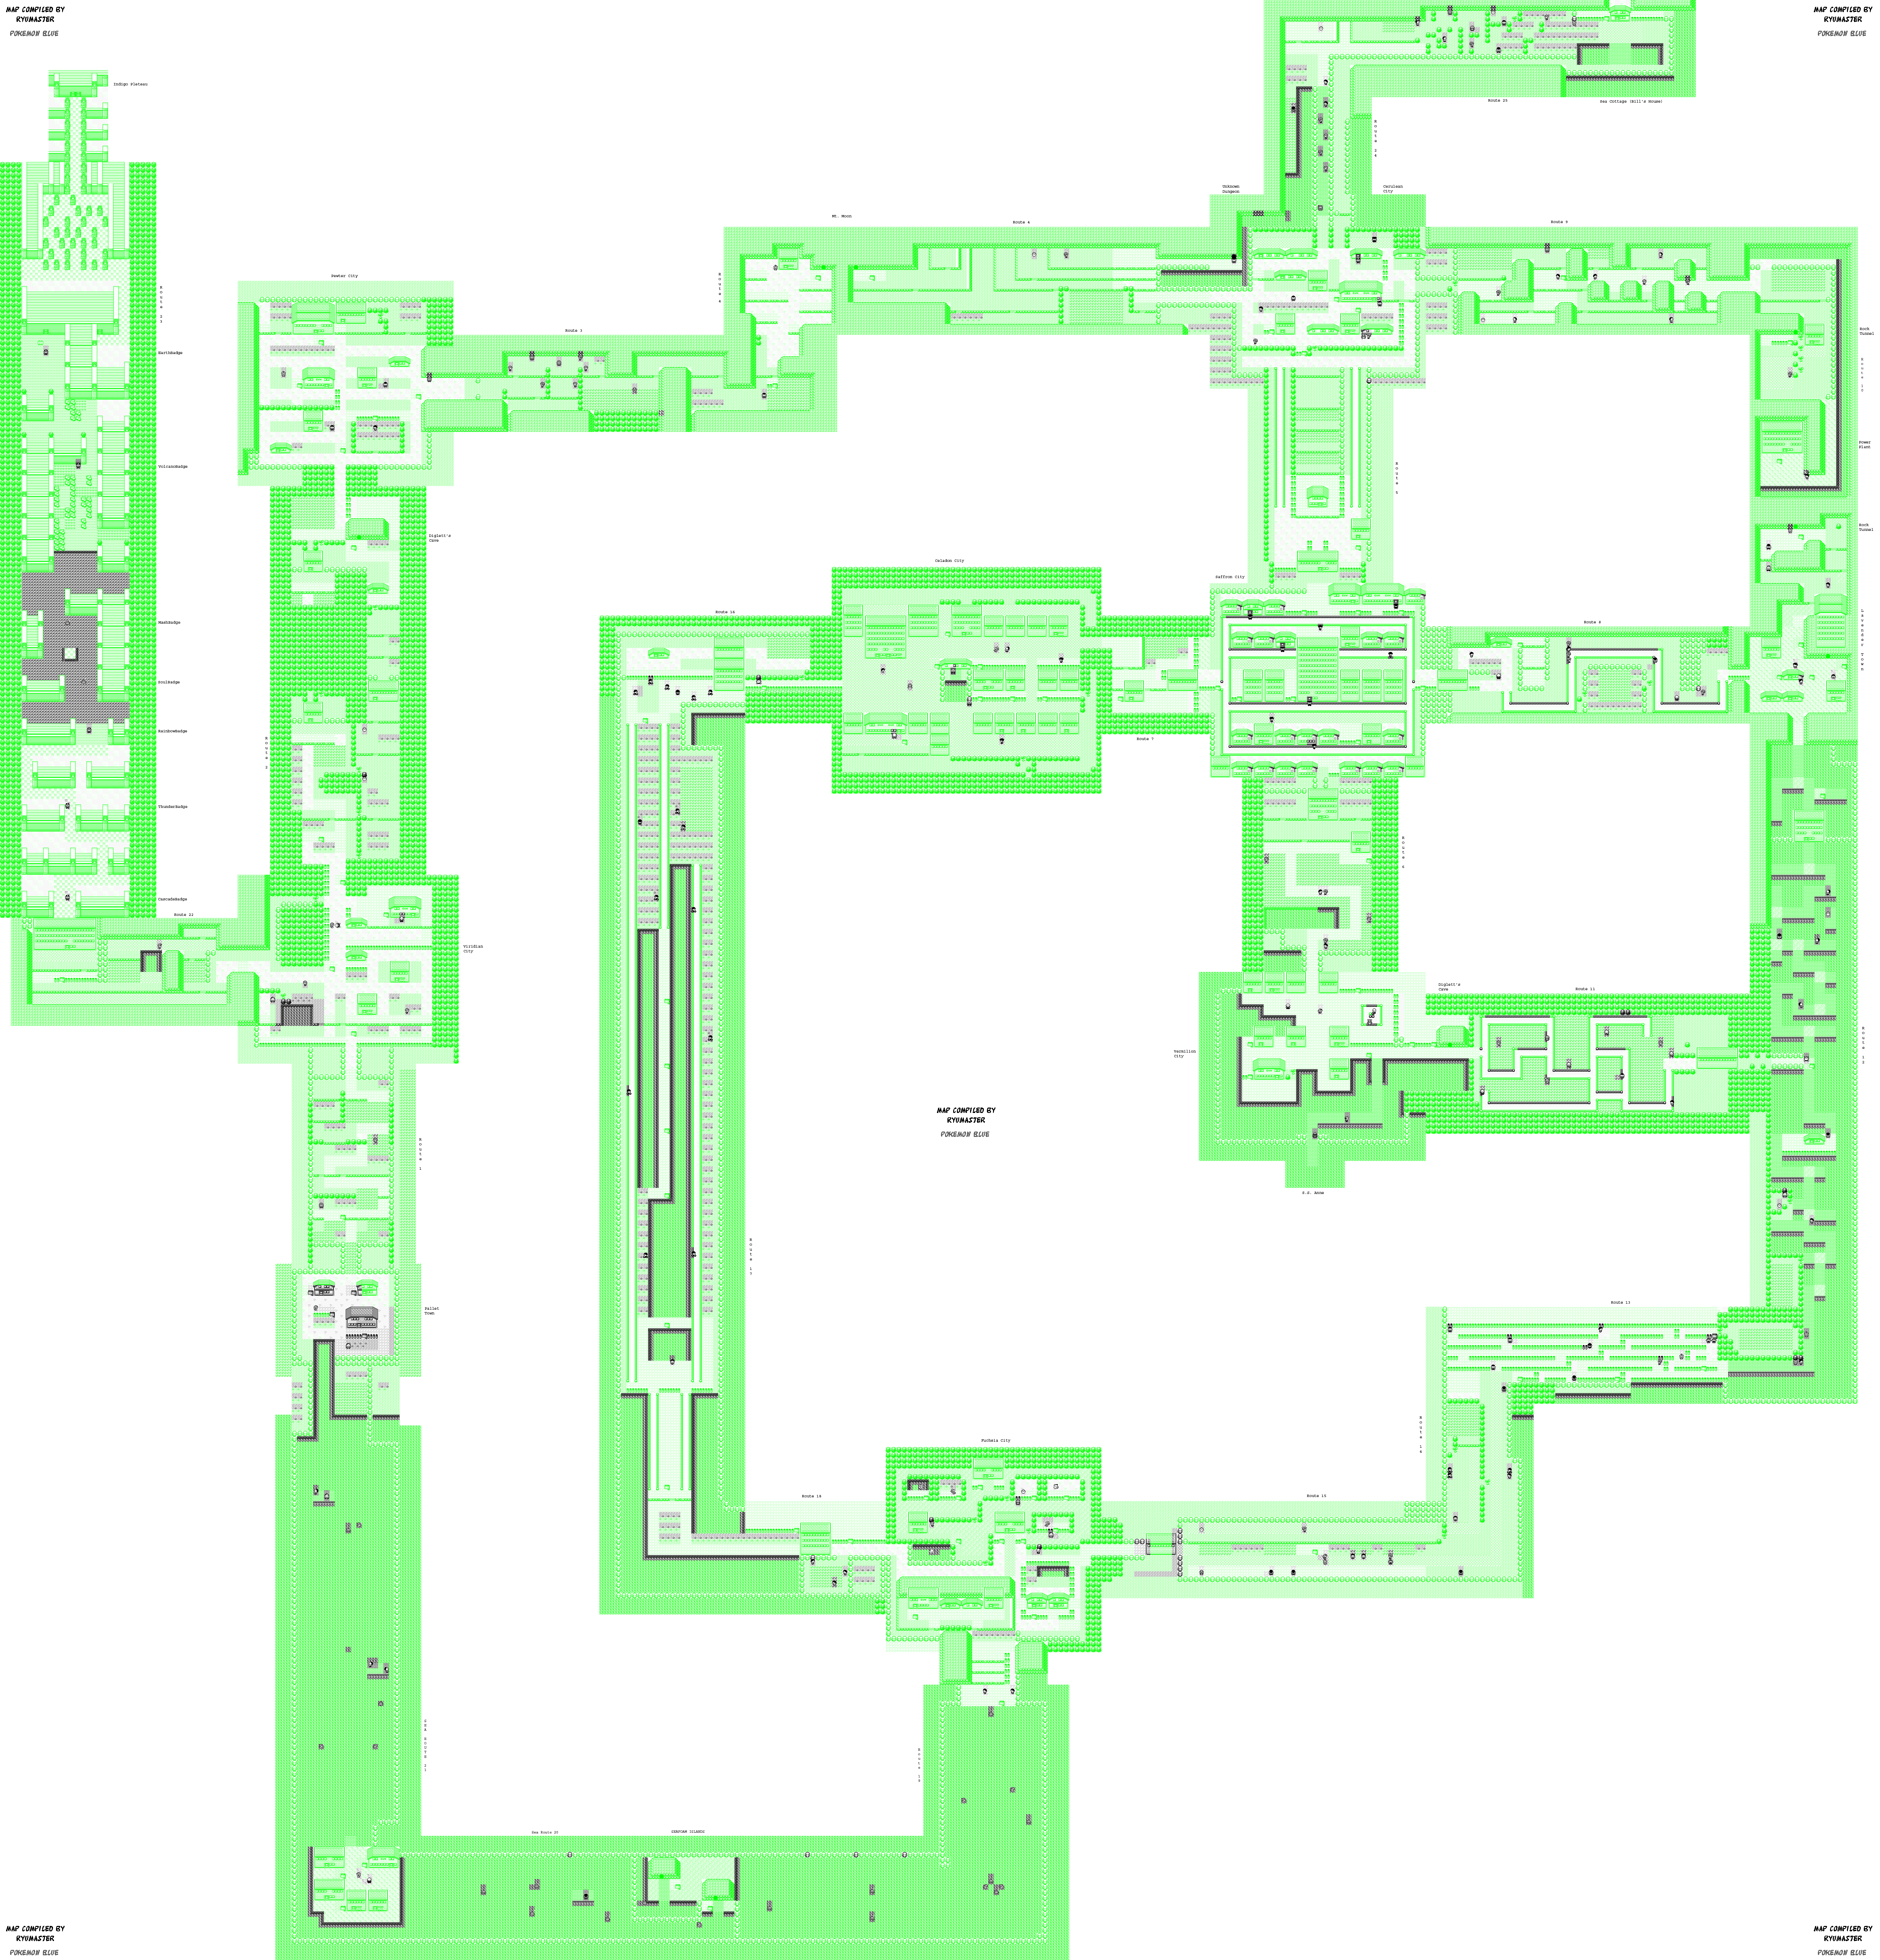 MAP COMPILED BY
RYUMASTER
POKEMON BLUE
MAP COMPILED BY
RYUMASTER
POKEMON BLUE
Indigo Plateau
Route 25
Sea Cottage (Bill's House)
Route 24
Unknown
Dungeon
Cerulean
City
Mt. Moon
Route 4
Route 9
Route 23
Pewter City
Route 4
Route 3
Earthbadge
Rock
Tunnel
Route 10
Volcanobadge
Power
Plant
Route 5
Diglett's
Cave
Rock
Tunnel
Celadon City
Saffron City
Route 16
Route 8
Lavender Town
Marshbadge
Soulbadge
Rainbowbadge
Route 2
Route 7
Thunderbadge
Route 6
Cascadebadge
Route 22
Viridian
City
Diglett's
Cave
Route 11
Vermilion
City
Route 12
MAP COMPILED BY
RYUMASTER
POKEMON BLUE
Route 1
S.S. Anne
Route 17
Pallet
Town
Route 13
Route 14
Fuchsia City
Route 18
Route 15
SEA ROUTE 21
Route 19
Sea Route 20
SEAFOAM ISLANDS
MAP COMPILED BY
RYUMASTER
POKEMON BLUE
MAP COMPILED BY
RYUMASTER
POKEMON BLUE